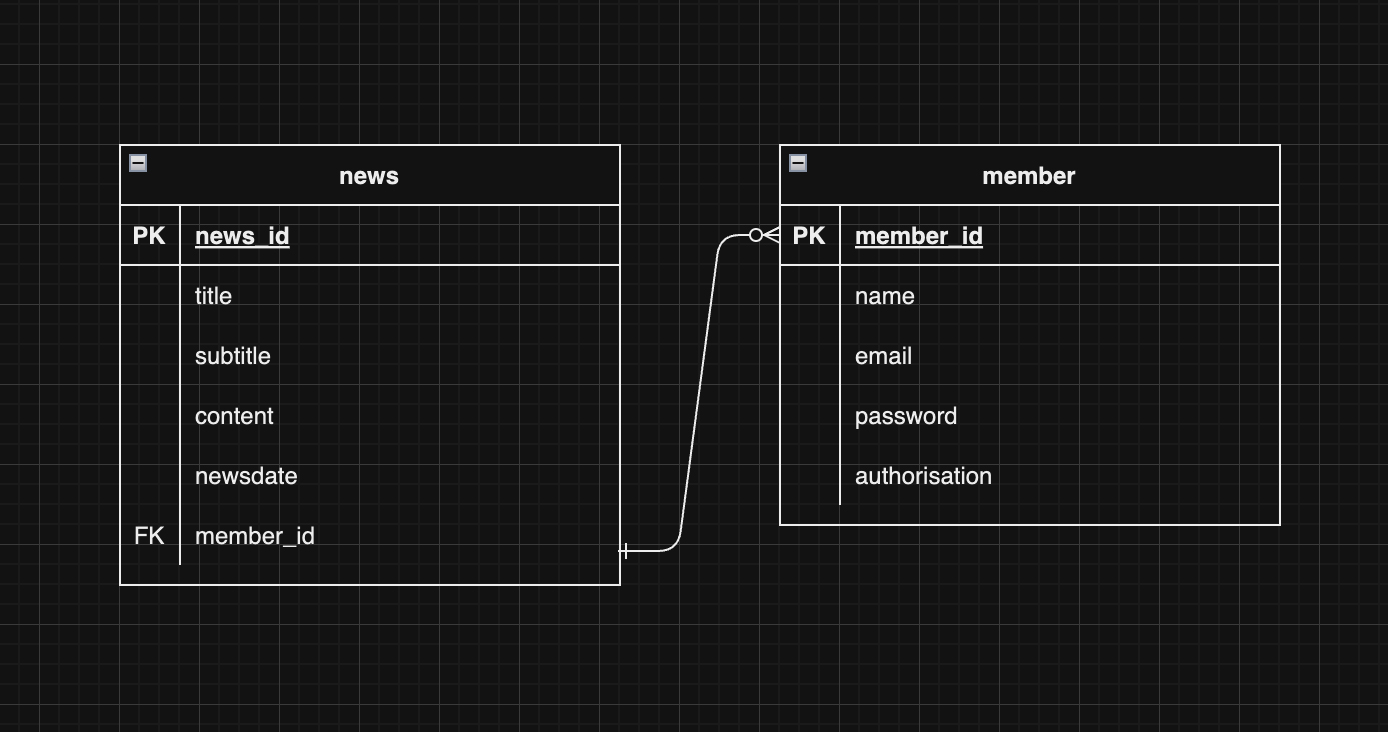 news
PK news_id
title
subtitle
content
newsdate
FK member_id
member
PK member_id
name
email
password
authorisation